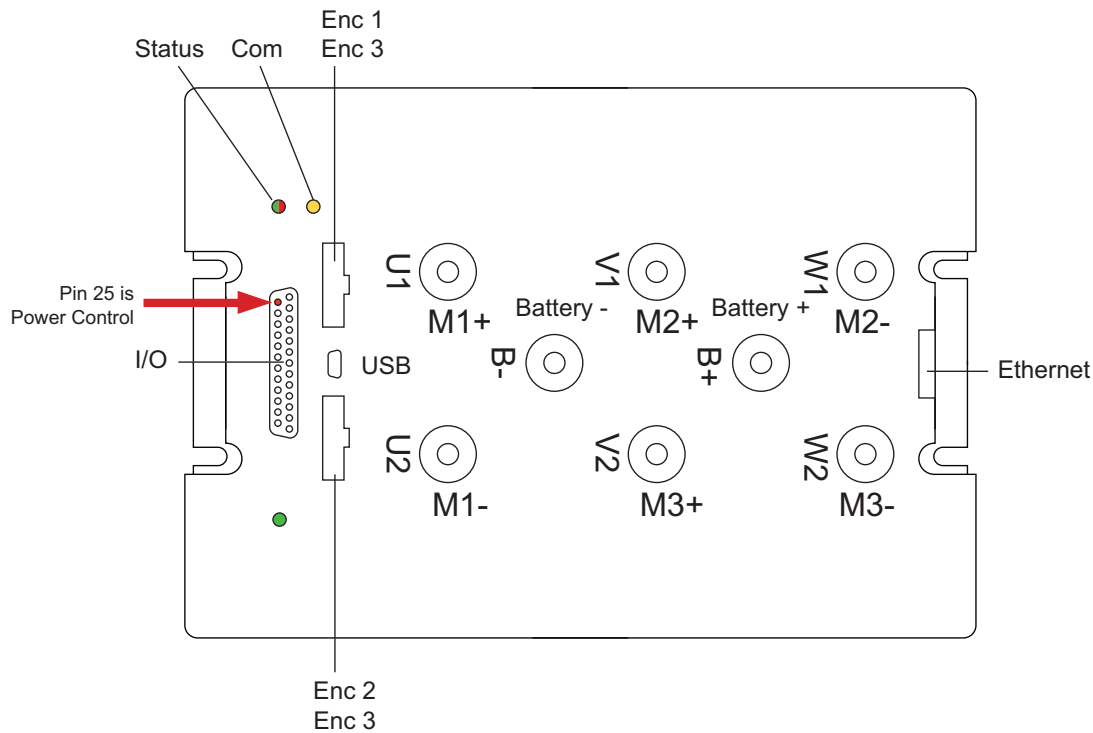 Enc 1
Enc 3
Status
Com
U1
M1+
V1
M2+
W1
M2-
Battery -
Battery +
Pin 25 is
Power Control
I/O
USB
B-
B+
Ethernet
U2
M1-
V2
M3+
W2
M3-
Enc 2
Enc 3